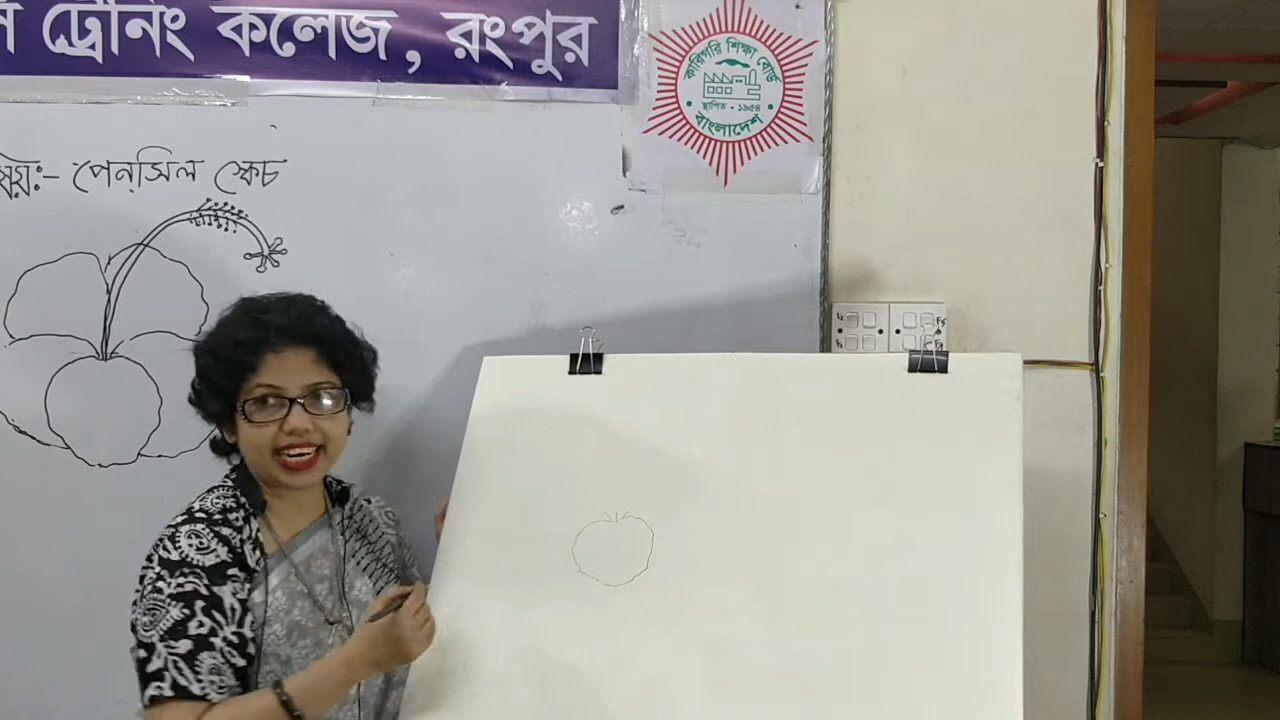 ট্রেনিং কলেজ, রংপুর
কারিগরি শিক্ষা বোর্ড
স্থাপিত • ১৯৫৪
বাংলাদেশ
পেনসিল স্কেচ